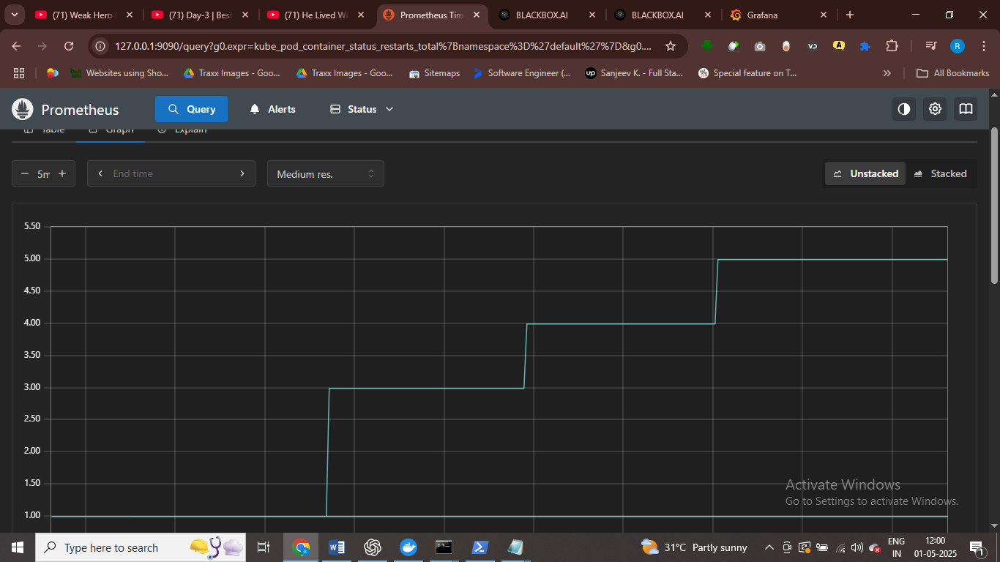 (71) Weak Hero
(71) Day-3 | Best
(71) He Lived Wi
Prometheus Tim
BLACKBOX.AI
BLACKBOX.AI
Grafana
127.0.0.1:9090/query?g0.expr=kube_pod_container_status_restarts_total%7Bnamespace%3D%27default%27%7D&g0....
VD
A
R
Websites using Sho...
Traxx Images - Goo...
Traxx Images - Goo...
Sitemaps
Software Engineer (...
up
Sanjeev K. - Full Sta...
Special feature on T...
»
All Bookmarks
Prometheus
Query
Alerts
Status
Table
Graph
Explain
5m
End time
Medium res.
Unstacked
Stacked
5.50
5.00
4.50
4.00
3.50
3.00
2.50
2.00
1.50
1.00
Activate Windows
Go to Settings to activate Windows.
Type here to search
31°C Partly sunny
ENG
IN
12:00
01-05-2025
1